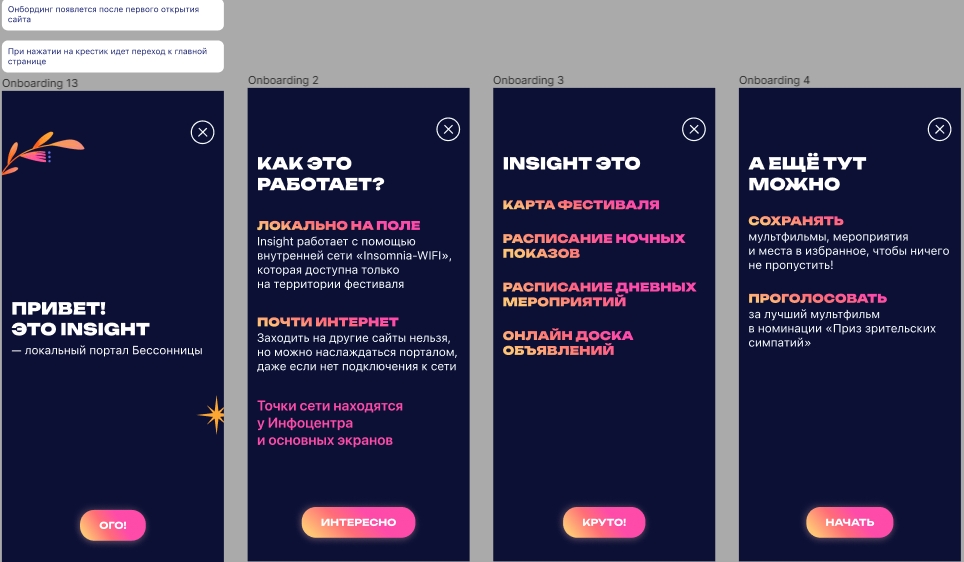 Онбординг появлется после первого открытия
сайта
При нажатии на крестик идет переход к главной
странице
Onboarding 13
ПРИВЕТ!
ЭТО INSIGHT
— локальный портал Бессонницы
ОГО!
Onboarding 2
КАК ЭТО
РАБОТАЕТ?
ЛОКАЛЬНО НА ПОЛЕ
Insight работает с помощью
внутренней сети «Insomnia-WIFI»,
которая доступна только
на территории фестиваля
ПОЧТИ ИНТЕРНЕТ
Заходить на другие сайты нельзя,
но можно наслаждаться порталом,
даже если нет подключения к сети
Точки сети находятся
у Инфоцентра
и основных экранов
ИНТЕРЕСНО
Onboarding 3
INSIGHT ЭТО
КАРТА ФЕСТИВАЛЯ
РАСПИСАНИЕ НОЧНЫХ
ПОКАЗОВ
РАСПИСАНИЕ ДНЕВНЫХ
МЕРОПРИЯТИЙ
ОНЛАЙН ДОСКА
ОБЪЯВЛЕНИЙ
КРУТО!
Onboarding 4
А ЕЩЁ ТУТ
МОЖНО
СОХРАНЯТЬ
мультфильмы, мероприятия
и места в избранное, чтобы ничего
не пропустить!
ПРОГОЛОСОВАТЬ
за лучший мультфильм
в номинации «Приз зрительских
симпатий»
НАЧАТЬ